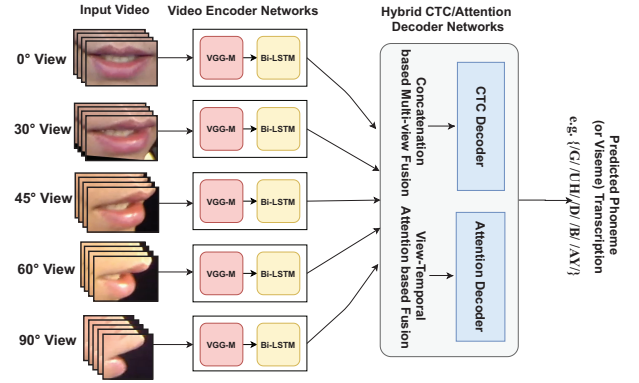 Input Video
Video Encoder Networks
Hybrid CTC/Attention
Decoder Networks
0° View
VGG-M
Bi-LSTM
30° View
VGG-M
Bi-LSTM
45° View
VGG-M
Bi-LSTM
60° View
VGG-M
Bi-LSTM
90° View
VGG-M
Bi-LSTM
Concatenation
based Multi-view Fusion
CTC Decoder
View-Temporal
Attention based Fusion
Attention Decoder
Predicted Phoneme
(or Viseme) Transcription
e.g. {/G/ /UH/ /D/ /B/ /AY/}